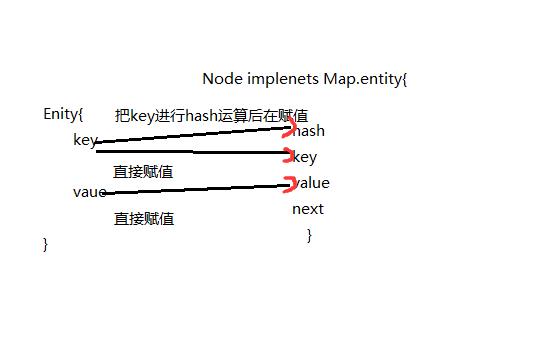 Node implenets Map.entity{
Enity{
把key进行hash运算后在赋值
key
hash
key
直接赋值
vaue
value
直接赋值
next
}
}